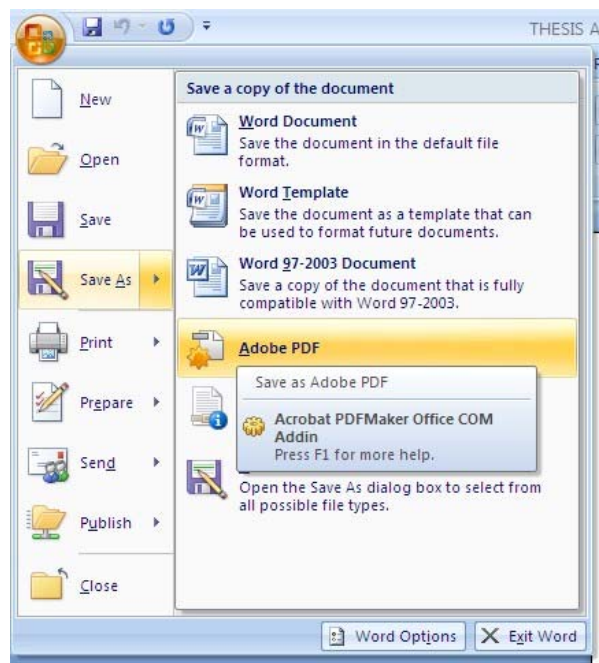 THESIS A
New
Open
Save
Save As
Print
Prepare
Send
Publish
Close
Save a copy of the document
Word Document
Save the document in the default file
format.
Word Template
Save the document as a template that can
be used to format future documents.
Word 97-2003 Document
Save a copy of the document that is fully
compatible with Word 97-2003.
Adobe PDF
Save as Adobe PDF
Acrobat PDFMaker Office COM
Addin
Press F1 for more help.
Open the Save As dialog box to select from
all possible file types.
Word Options
Exit Word